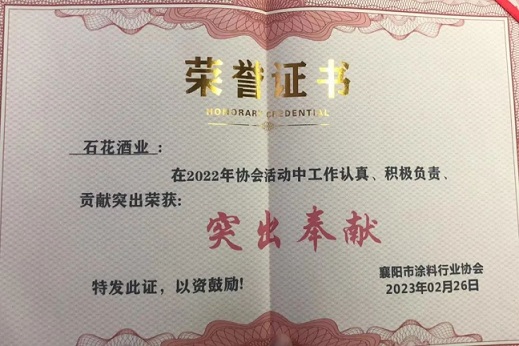 荣誉证书
HONORARY CREDENTIAL
石花酒业：
在2022年协会活动中工作认真、积极负责、
贡献突出荣获:
突出奉献
特发此证，以资鼓励!
襄阳市涂料行业协会
2023年02月26日